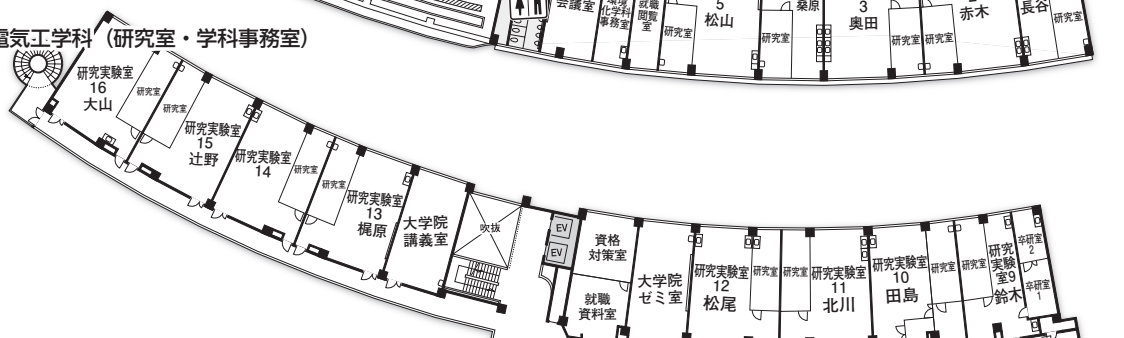 電気工学科(研究室・学科事務室)
会議室
化学科
事務室
就職
閲覧
室
研究室
5
松山
研究室
桑原
3
奥田
研究室
研究室
赤木
長谷
研究室
研究実験室
16
大山
研究室
研究室
研究実験室
15
辻野
研究実験室
14
研究室
研究室
研究実験室
13
梶原
大学院
講義室
吹抜
EV
EV
資格
対策室
就職
資料室
大学院
ゼミ室
研究実験室
12
松尾
研究室
研究室
研究実験室
11
北川
研究実験室
10
田島
研究室
研究室
研究
実験
室9
鈴木
卒研室
2
卒研室
1